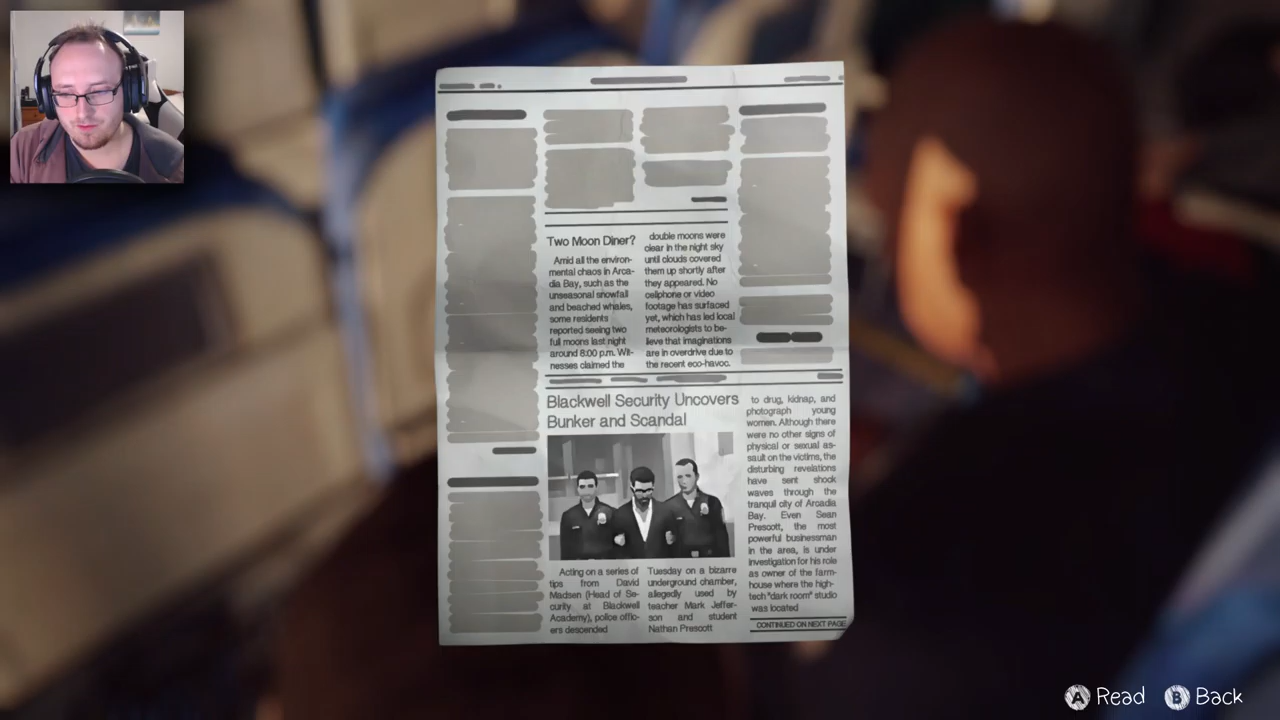 Two Moon Diner?
Amid all the environ-
mental chaos in Arca-
dia Bay, such as the
unseasonal snowfall
and beached whales,
some residents
reported seeing two
full moons last night
around 8:00 p.m. Wit-
nesses claimed the
double moons were
clear in the night sky
until clouds covered
them up shortly after
they appeared. No
cellphone or video
footage has surfaced
yet, which has led local
meteorologists to be-
lieve that imaginations
are in overdrive due to
the recent eco-havoc.
Blackwell Security Uncovers
Bunker and Scandal
Acting on a series of
tips from David
Madsen (Head of Se-
curity at Blackwell
Academy), police offic-
ers descended
Tuesday on a bizarre
underground chamber,
allegedly used by
teacher Mark Jeffer-
son and student
Nathan Prescott
to drug, kidnap, and
photograph young
women. Although there
were no other signs of
physical or sexual as-
sault on the victims, the
disturbing revelations
have sent shock
waves through the
tranquil city of Arcadia
Bay. Even Sean
Prescott, the most
powerful businessman
in the area, is under
investigation for his role
as owner of the farm-
house where the high-
tech "dark room" studio
was located
CONTINUED ON NEXT PAGE
A Read B Back